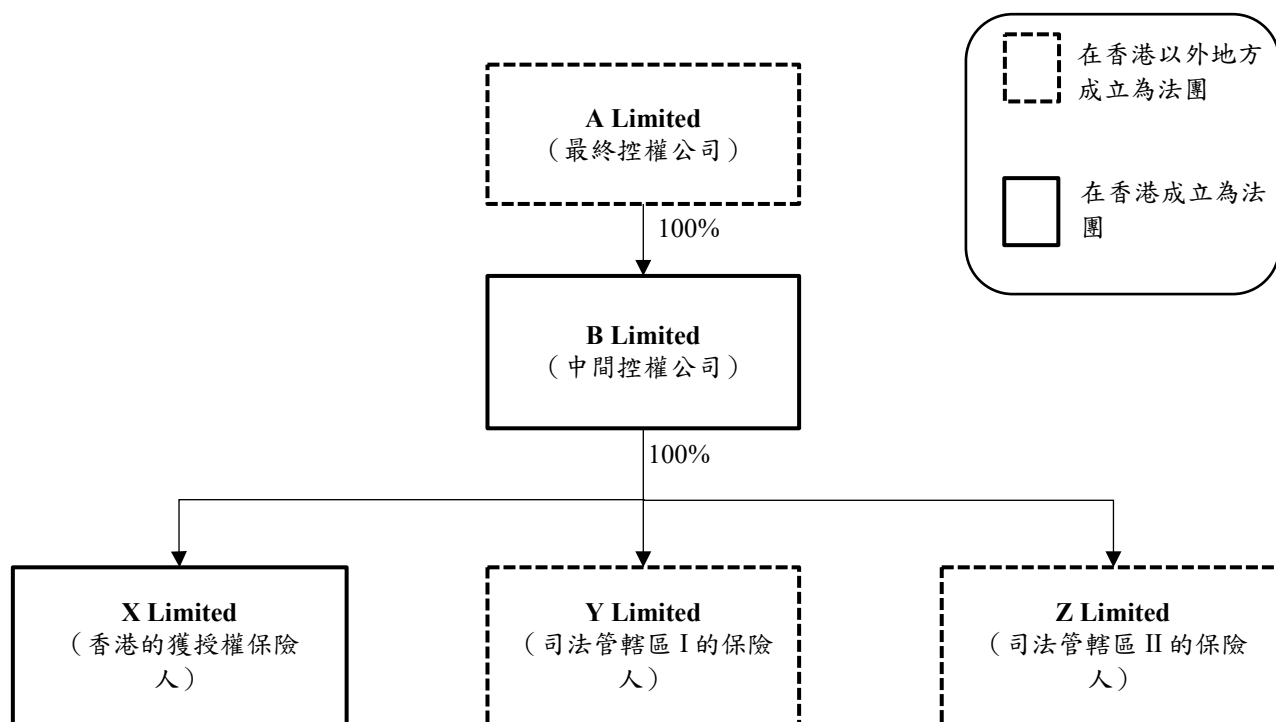 A Limited
（最終控權公司）
100%
B Limited
（中間控權公司）
100%
X Limited
（香港的獲授權保險
人）
Y Limited
（司法管轄區 I 的保險
人）
Z Limited
（司法管轄區 II 的保險
人）
在香港以外地方
成立為法團
在香港成立為法
團